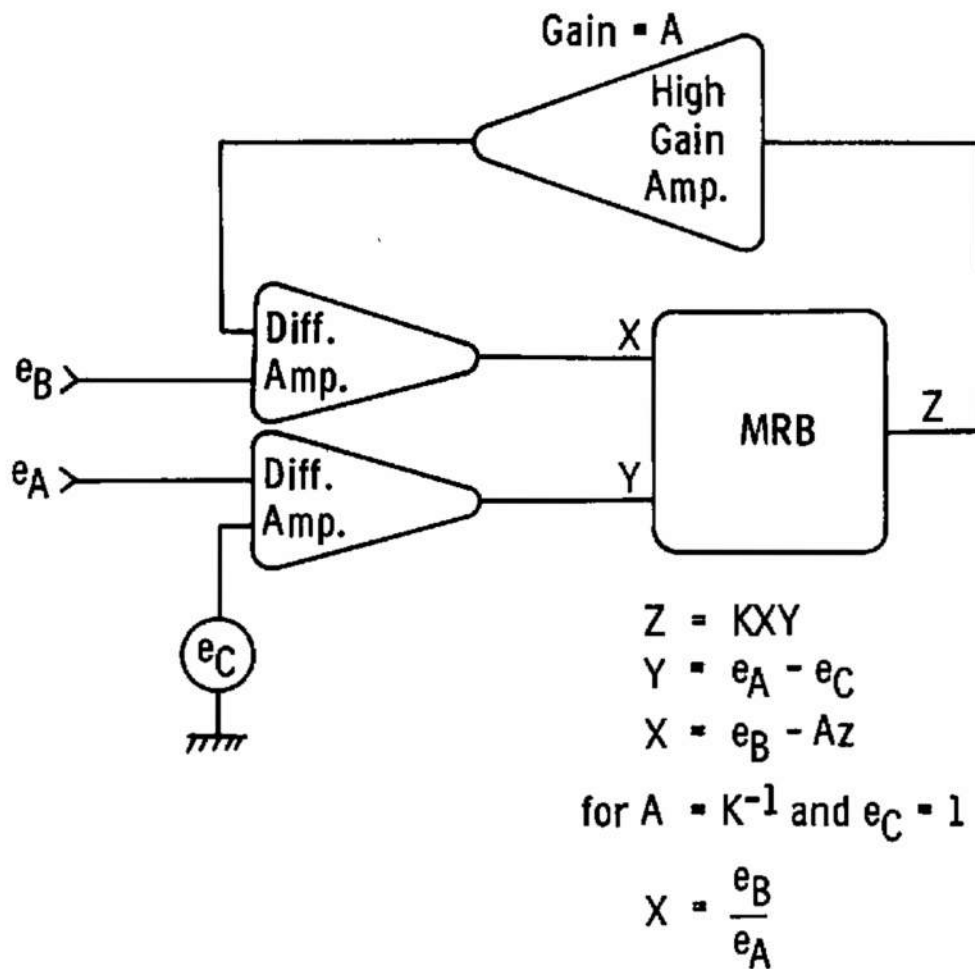 Gain = A
High
Gain
Amp.
Diff.
Amp.
e_B
X
MRB
Z
e_A
Diff.
Amp.
Y
e_C
Z = KXY
Y = e_A - e_C
X = e_B - Az
for A = K^-1 and e_C = 1
X = e_B / e_A